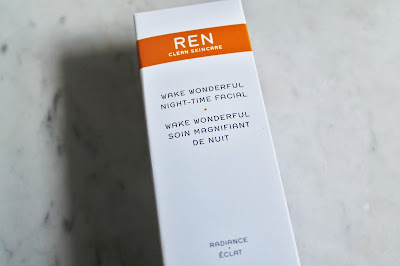 REN
CLEAN SKINCARE
WAKE WONDERFUL
NIGHT-TIME FACIAL
•
WAKE WONDERFUL
SOIN MAGNIFIANT
DE NUIT
RADIANCE
•
ÉCLAT